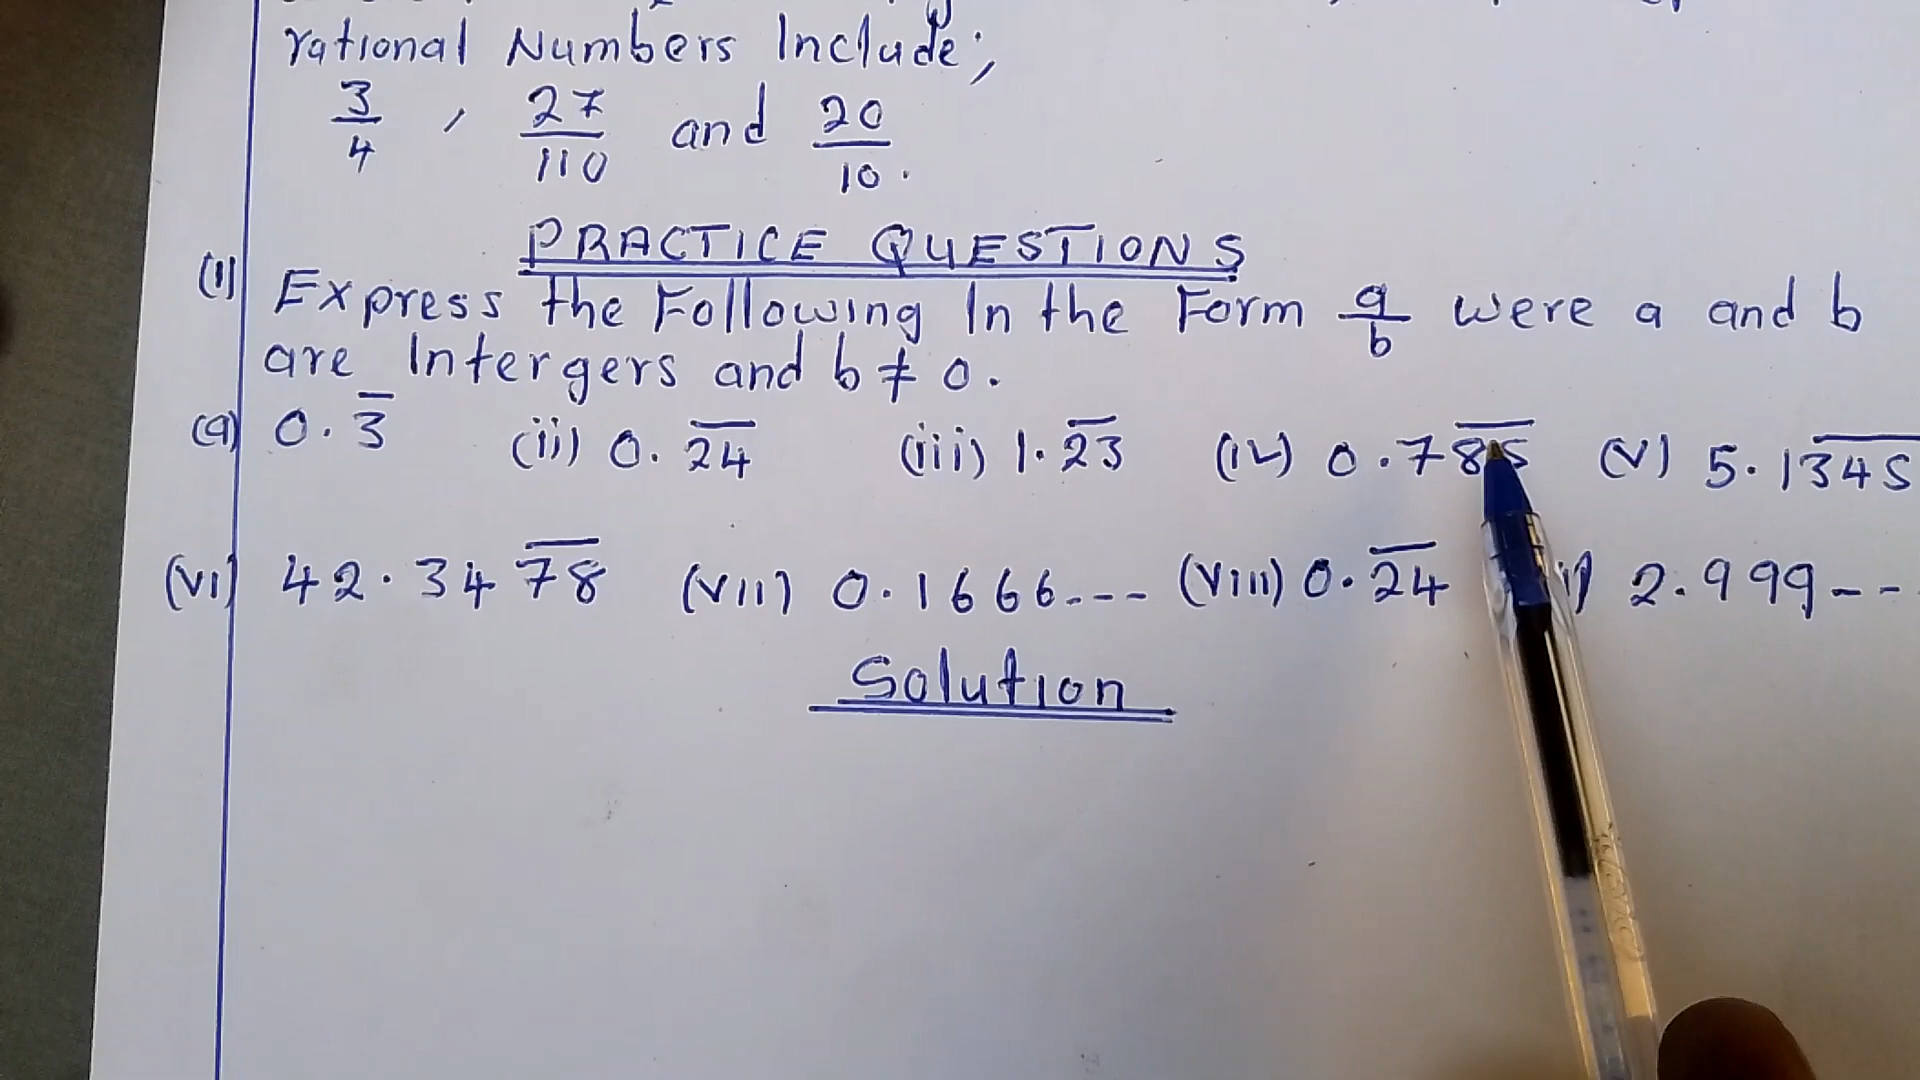 rational Numbers Include;
3/4 , 27/110 and 20/10.
PRACTICE QUESTIONS
(1) Express the Following In the Form a/b were a and b
are Intergers and b ≠ 0.
(a) 0.3̅ (ii) 0.2̅4̅ (iii) 1.2̅3̅ (iv) 0.78̅5̅ (v) 5.13̅4̅5̅
(vi) 42.347̅8̅ (vii) 0.1666--- (viii) 0.2̅4̅ 2.999---
Solution